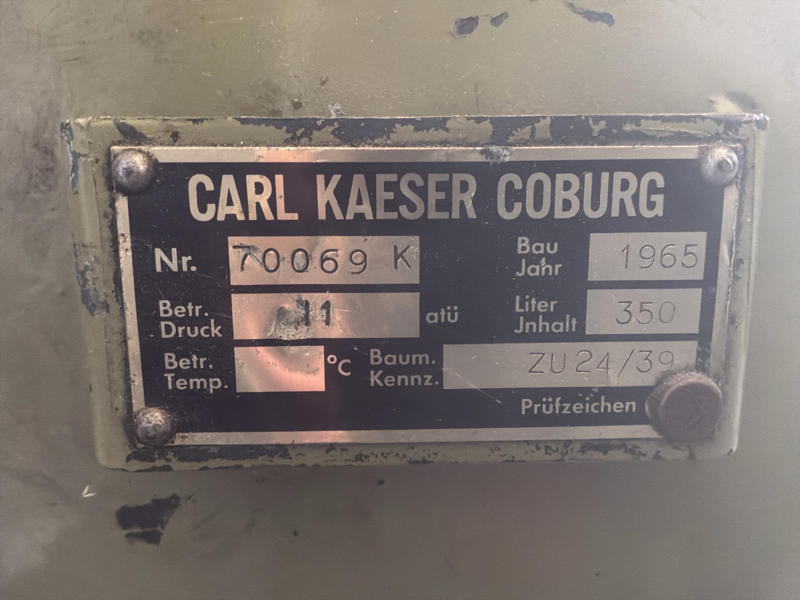 CARL KAESER COBURG
Nr. 70069 K Bau Jahr 1965
Betr. Druck 11 atü Liter Jnhalt 350
Betr. Temp. °C Baum. Kennz. ZU 24/39
Prüfzeichen